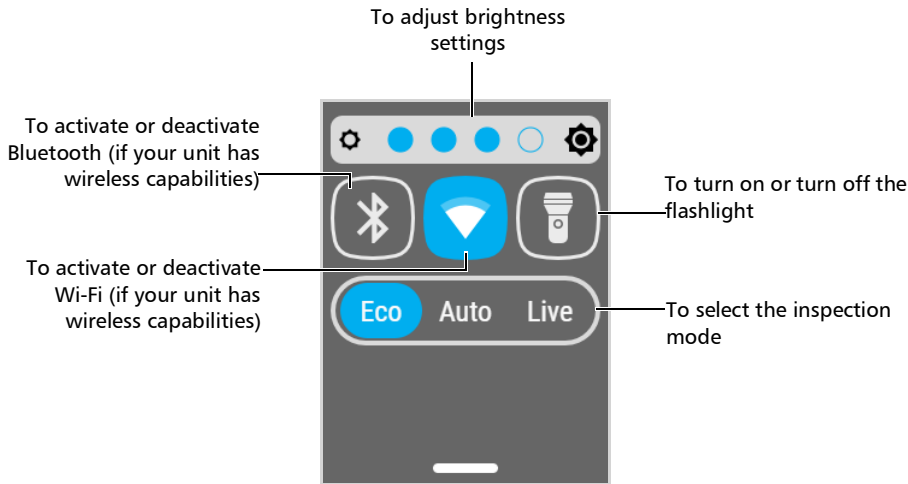 To adjust brightness
settings
To activate or deactivate
Bluetooth (if your unit has
wireless capabilities)
To turn on or turn off the
flashlight
To activate or deactivate
Wi-Fi (if your unit has
wireless capabilities)
Eco Auto Live
To select the inspection
mode